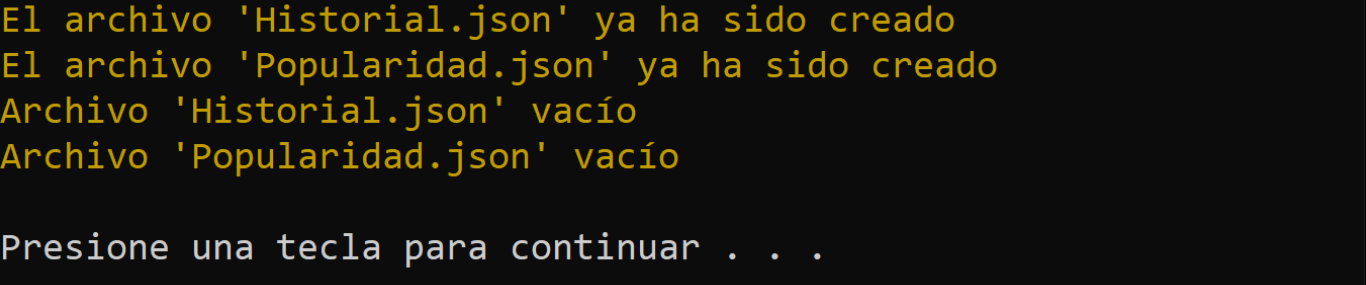 El archivo 'Historial.json' ya ha sido creado
El archivo 'Popularidad.json' ya ha sido creado
Archivo 'Historial.json' vacío
Archivo 'Popularidad.json' vacío
Presione una tecla para continuar . . .